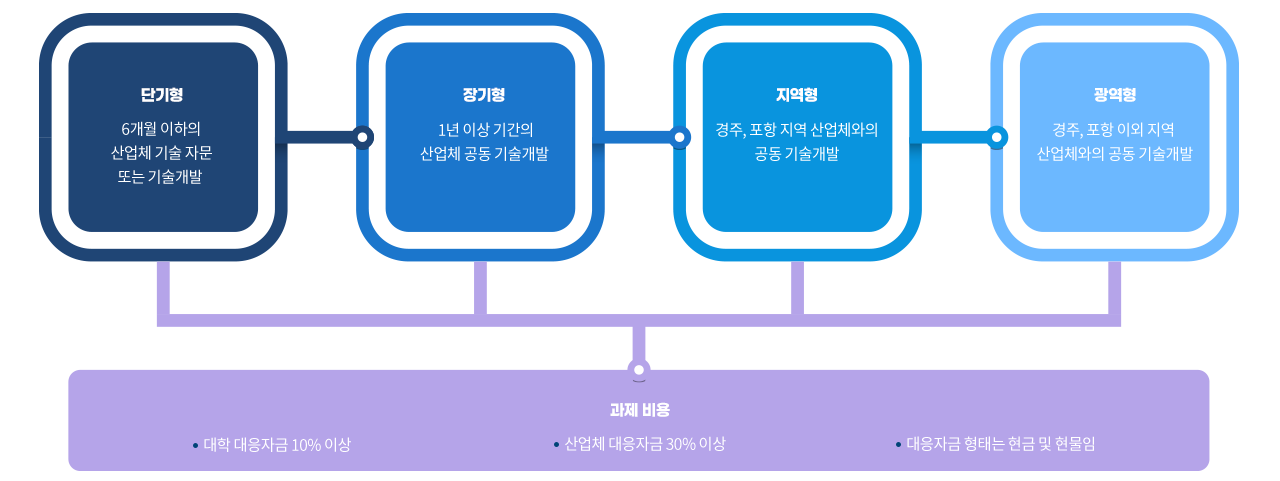 단기형
6개월 이하의
산업체 기술 자문
또는 기술개발
장기형
1년 이상 기간의
산업체 공동 기술개발
지역형
경주, 포항 지역 산업체와의
공동 기술개발
광역형
경주, 포항 이외 지역
산업체와의 공동 기술개발
과제 비용
• 대학 대응자금 10% 이상
• 산업체 대응자금 30% 이상
• 대응자금 형태는 현금 및 현물임